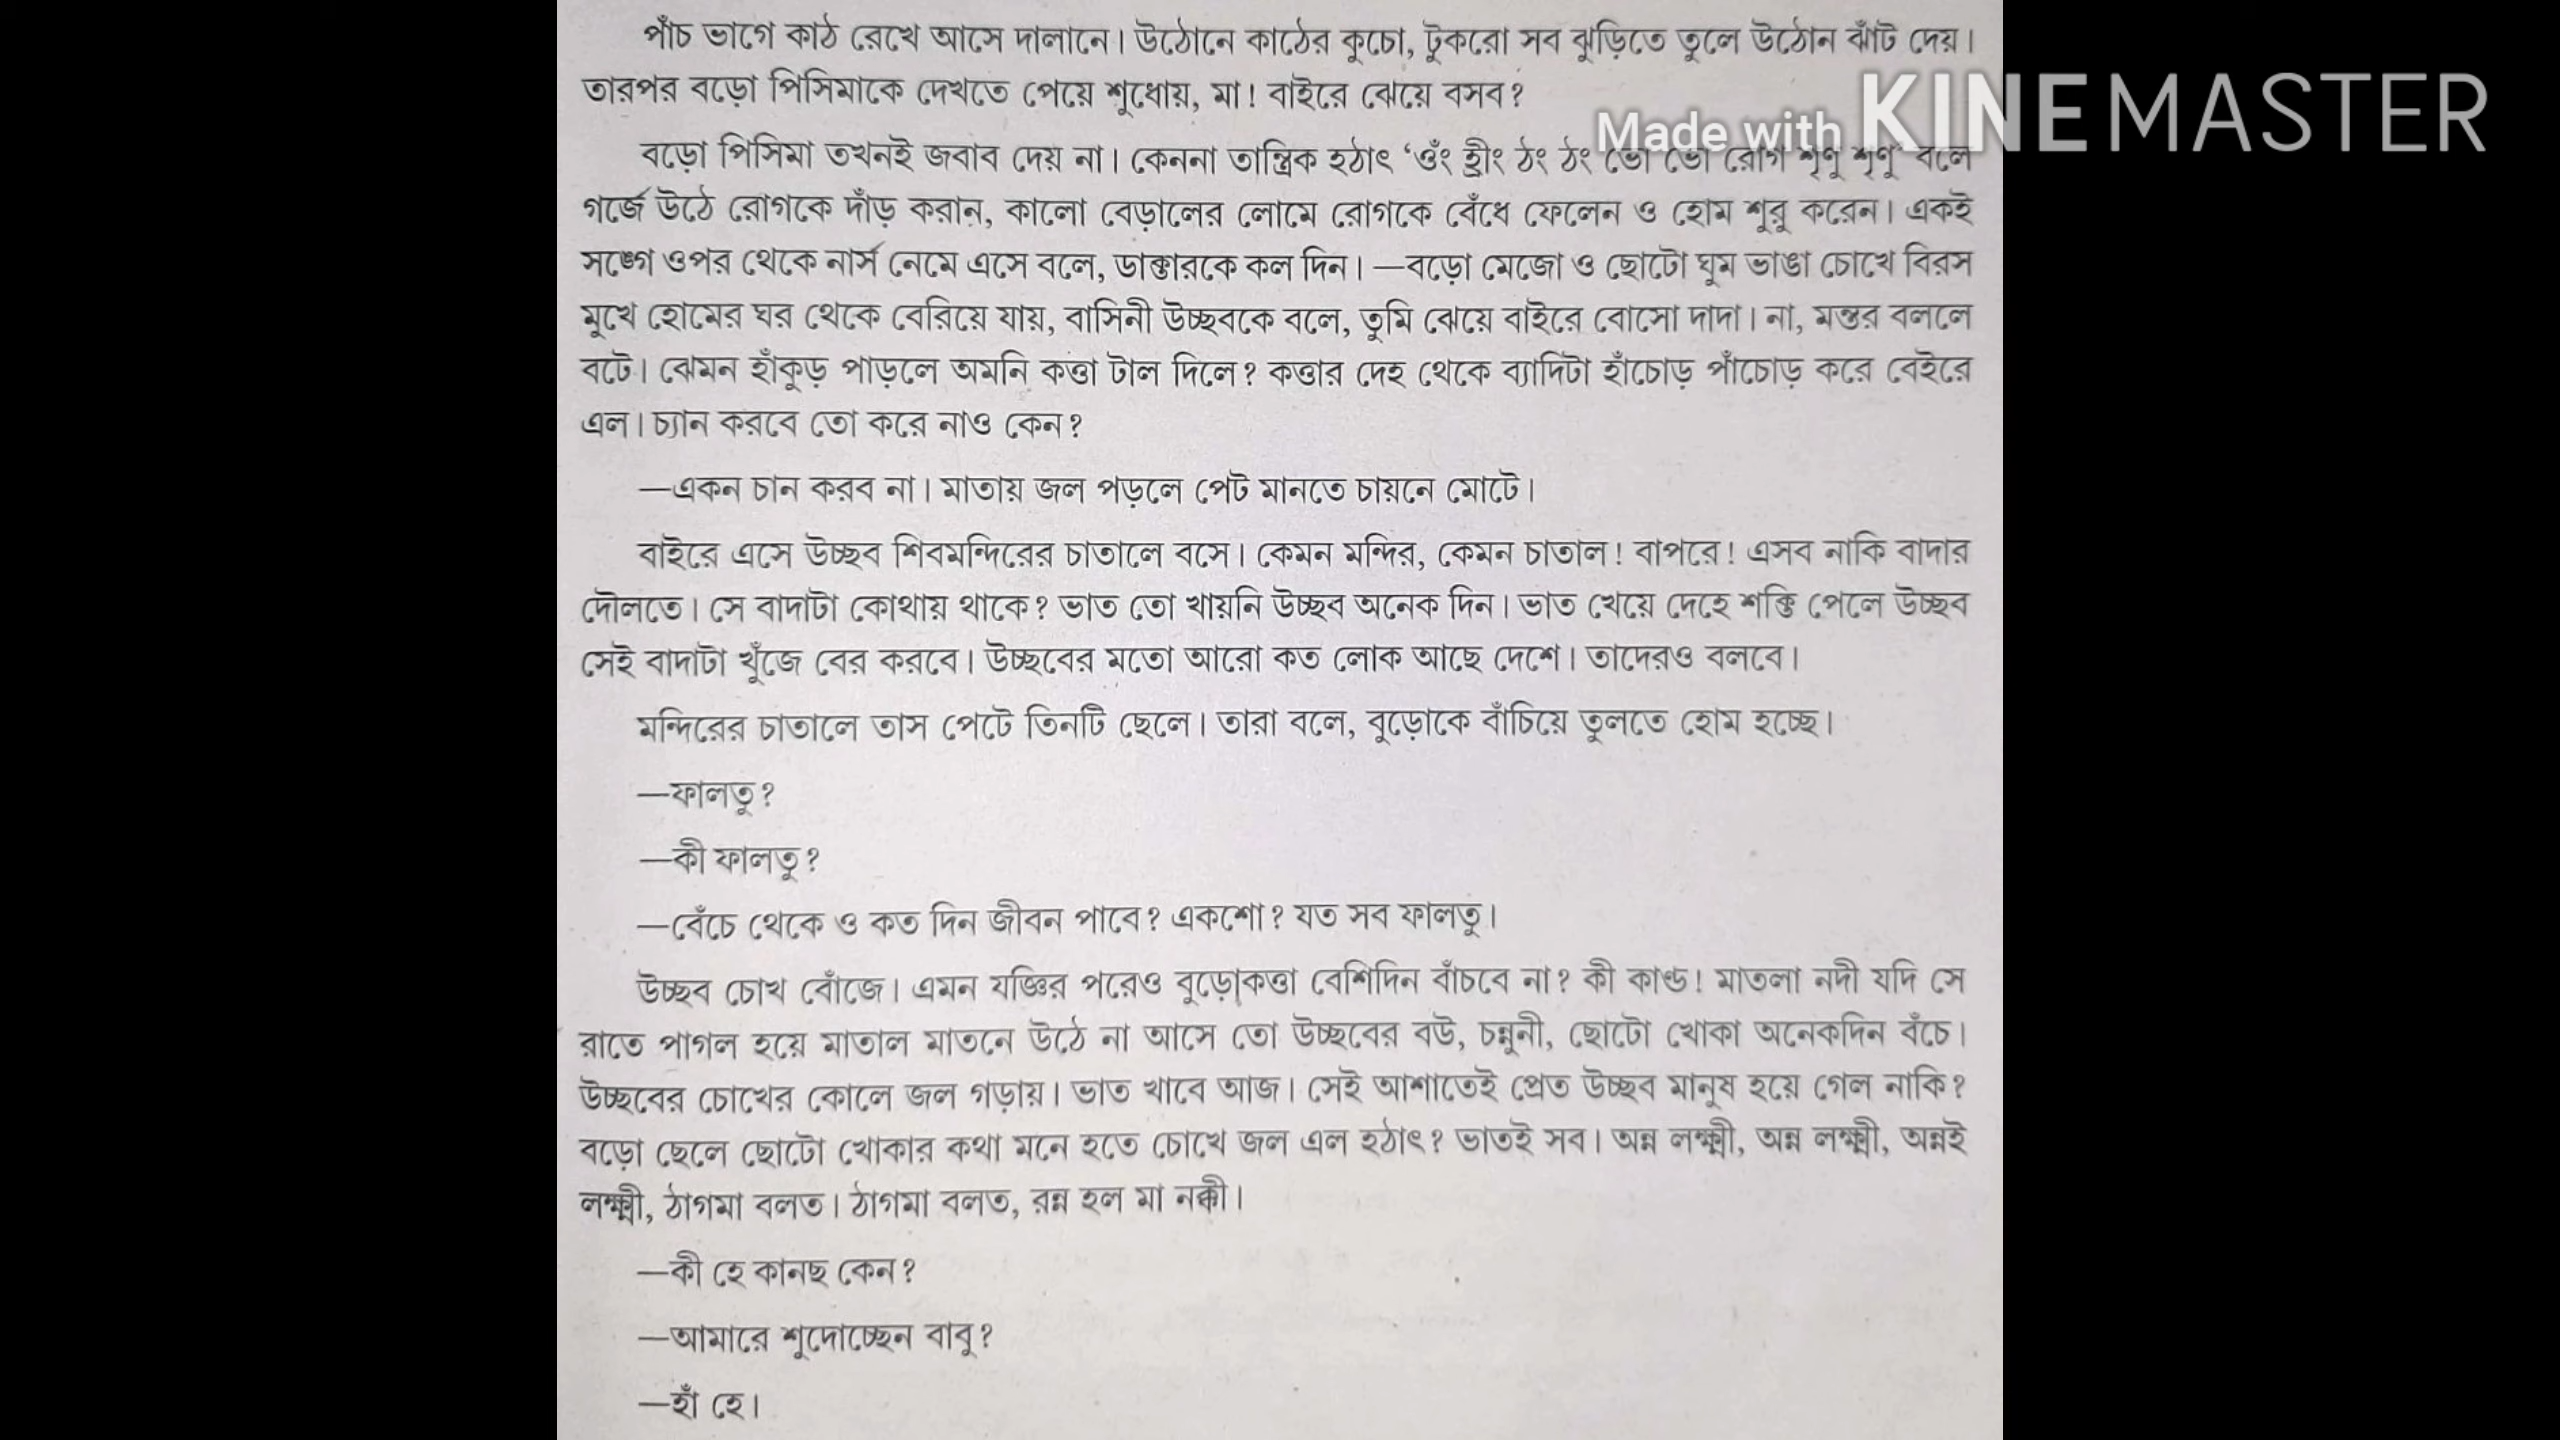 পাঁচ ভাগে কাঠ রেখে আসে দালানে। উঠোনে কাঠের কুচো, টুকরো সব ঝুড়িতে তুলে উঠোন ঝাঁট দেয়।
তারপর বড়ো পিসিমাকে দেখতে পেয়ে শুধোয়, মা! বাইরে ঝেয়ে বসব?
Made with KINEMASTER
বড়ো পিসিমা তখনই জবাব দেয় না। কেননা তান্ত্রিক হঠাৎ ‘ওঁং হ্রীং ঠং ঠং ভো ভো রোগ শৃণু শৃণু’ বলে
গর্জে উঠে রোগকে দাঁড় করান, কালো বেড়ালের লোমে রোগকে বেঁধে ফেলেন ও হোম শুরু করেন। একই
সঙ্গে ওপর থেকে নার্স নেমে এসে বলে, ডাক্তারকে কল দিন। —বড়ো মেজো ও ছোটো ঘুম ভাঙা চোখে বিরস
মুখে হোমের ঘর থেকে বেরিয়ে যায়, বাসিনী উচ্ছবকে বলে, তুমি ঝেয়ে বাইরে বোসো দাদা। না, মন্তর বললে
বটে। ঝেমন হাঁকুড় পাড়লে অমনি কত্তা টাল দিলে? কত্তার দেহ থেকে ব্যাদিটা হাঁচোড় পাঁচোড় করে বেইরে
এল। চ্যান করবে তো করে নাও কেন?
—একন চান করব না। মাতায় জল পড়লে পেট মানতে চায়নে মোটে।
বাইরে এসে উচ্ছব শিবমন্দিরের চাতালে বসে। কেমন মন্দির, কেমন চাতাল! বাপরে! এসব নাকি বাদার
দৌলতে। সে বাদাটা কোথায় থাকে? ভাত তো খায়নি উচ্ছব অনেক দিন। ভাত খেয়ে দেহে শক্তি পেলে উচ্ছব
সেই বাদাটা খুঁজে বের করবে। উচ্ছবের মতো আরো কত লোক আছে দেশে। তাদেরও বলবে।
মন্দিরের চাতালে তাস পেটে তিনটি ছেলে। তারা বলে, বুড়োকে বাঁচিয়ে তুলতে হোম হচ্ছে।
—ফালতু?
—কী ফালতু?
—বেঁচে থেকে ও কত দিন জীবন পাবে? একশো? যত সব ফালতু।
উচ্ছব চোখ বোঁজে। এমন যজ্ঞির পরেও বুড়োকত্তা বেশিদিন বাঁচবে না? কী কাণ্ড! মাতলা নদী যদি সে
রাতে পাগল হয়ে মাতাল মাতনে উঠে না আসে তো উচ্ছবের বউ, চন্নুনী, ছোটো খোকা অনেকদিন বঁচে।
উচ্ছবের চোখের কোলে জল গড়ায়। ভাত খাবে আজ। সেই আশাতেই প্রেত উচ্ছব মানুষ হয়ে গেল নাকি?
বড়ো ছেলে ছোটো খোকার কথা মনে হতে চোখে জল এল হঠাৎ? ভাতই সব। অন্ন লক্ষ্মী, অন্ন লক্ষ্মী, অন্নই
লক্ষ্মী, ঠাগমা বলত। ঠাগমা বলত, রন্ন হল মা নক্কী।
—কী হে কানছ কেন?
—আমারে শুদোচ্ছেন বাবু?
—হাঁ হে।